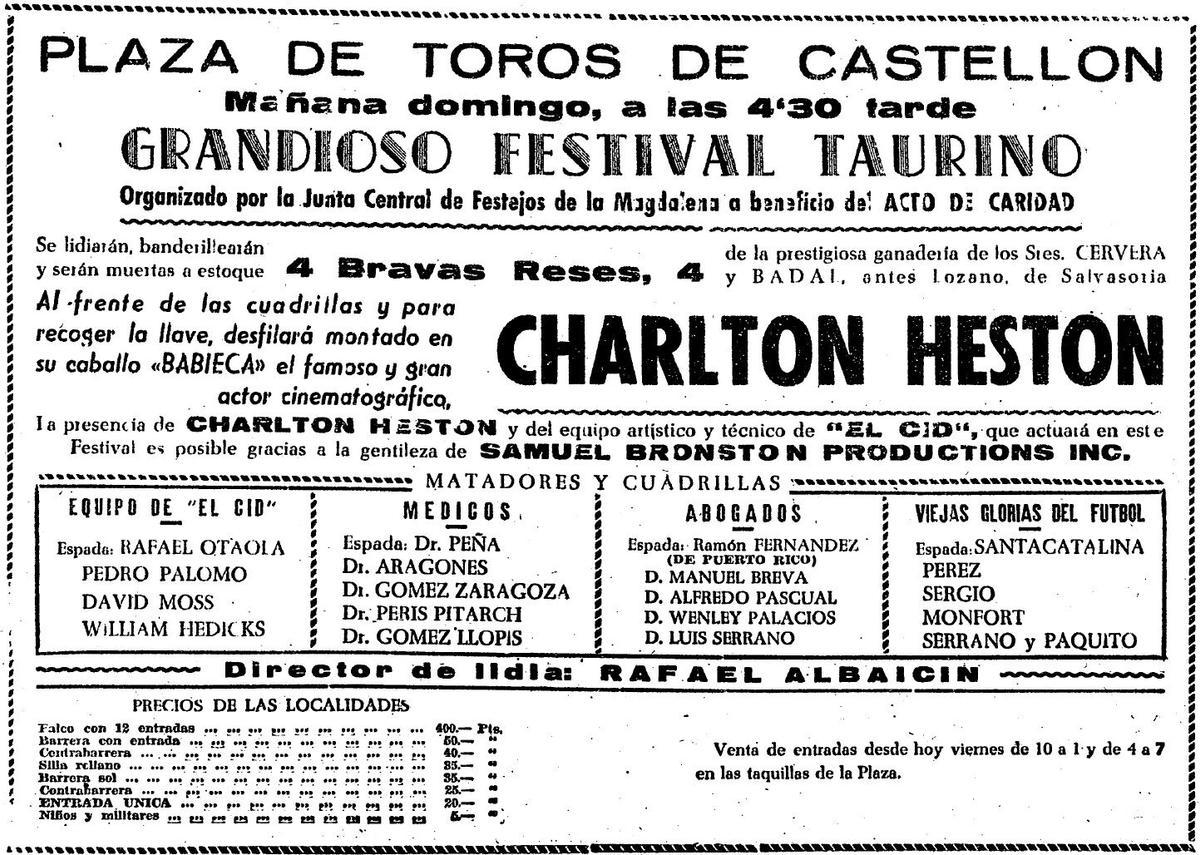 PLAZA DE TOROS DE CASTELLON
Mañana domingo, a las 4'30 tarde
GRANDIOSO FESTIVAL TAURINO
Organizado por la Junta Central de Festejos de la Magdalena a beneficio del ACTO DE CARIDAD
Se lidiarán, banderillearán
y serán muertas a estoque
4 Bravas Reses, 4
de la prestigiosa ganadería de los Sres. CERVERA
y BADAL, antes Lozano, de Salvasoria
Al frente de las cuadrillas y para
recoger la llave, desfilará montado en
su caballo «BABIECA» el famoso y gran
actor cinematográfico,
CHARLTON HESTON
La presencia de CHARLTON HESTON y del equipo artístico y técnico de "EL CID", que actuará en este
Festival es posible gracias a la gentileza de SAMUEL BRONSTON PRODUCTIONS INC.
MATADORES Y CUADRILLAS
EQUIPO DE "EL CID"
Espada: RAFAEL OTAOLA
PEDRO PALOMO
DAVID MOSS
WILLIAM HEDICKS
MEDICOS
Espada: Dr. PEÑA
Dr. ARAGONES
Dr. GOMEZ ZARAGOZA
Dr. PERIS PITARCH
Dr. GOMEZ LLOPIS
ABOGADOS
Espada: Ramón FERNANDEZ
(DE PUERTO RICO)
D. MANUEL BREVA
D. ALFREDO PASCUAL
D. WENLEY PALACIOS
D. LUIS SERRANO
VIEJAS GLORIAS DEL FUTBOL
Espada: SANTACATALINA
PEREZ
SERGIO
MONFORT
SERRANO y PAQUITO
Director de lidia: RAFAEL ALBAICIN
PRECIOS DE LAS LOCALIDADES
Palco con 12 entradas ... 400.— Pts.
Barrera con entrada ... 50.— "
Contrabarrera ... 40.— "
Silla rellano ... 35.— "
Barrera sol ... 35.— "
Contrabarrera ... 25.— "
ENTRADA UNICA ... 20.— "
Niños y militares ... 5.— "
Venta de entradas desde hoy viernes de 10 a 1 y de 4 a 7
en las taquillas de la Plaza.